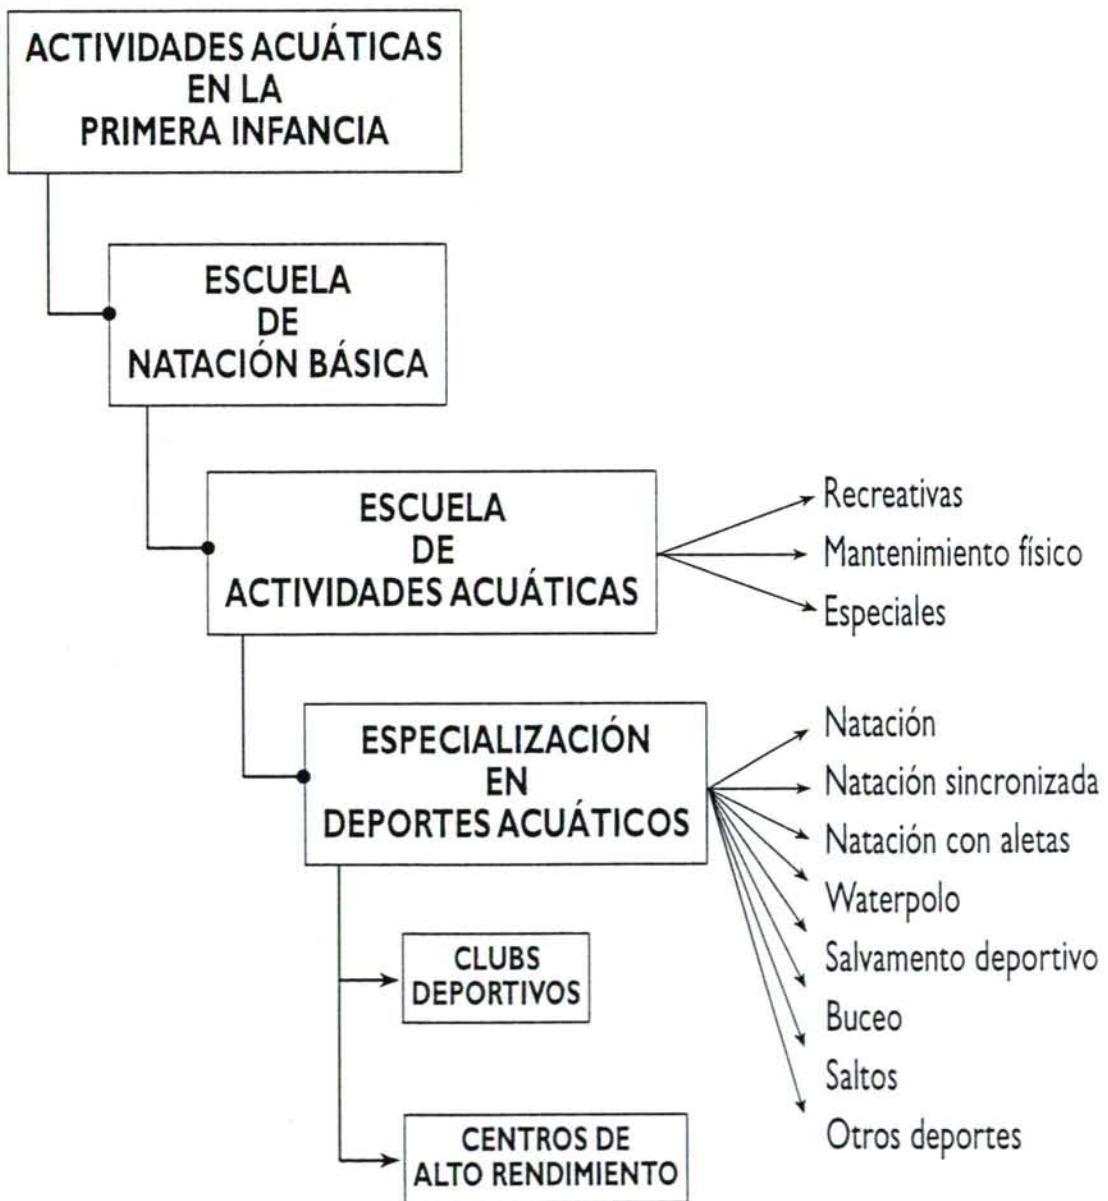 ACTIVIDADES ACUÁTICAS
EN LA
PRIMERA INFANCIA
ESCUELA
DE
NATACIÓN BÁSICA
ESCUELA
DE
ACTIVIDADES ACUÁTICAS
Recreativas
Mantenimiento físico
Especiales
ESPECIALIZACIÓN
EN
DEPORTES ACUÁTICOS
Natación
Natación sincronizada
Natación con aletas
Waterpolo
Salvamento deportivo
Buceo
Saltos
Otros deportes
CLUBS
DEPORTIVOS
CENTROS DE
ALTO RENDIMIENTO